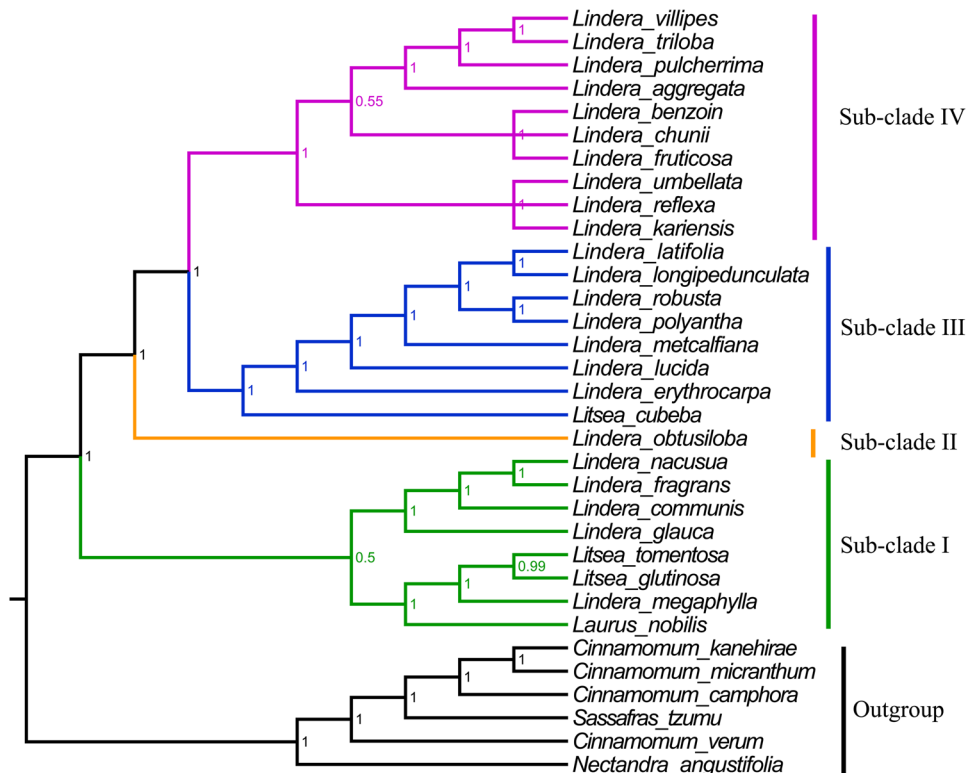 Lindera_villipes
1
Lindera_triloba
1
Lindera_pulcherrima
1
Lindera_aggregata
0.55
Lindera_benzoin
Sub-clade IV
Lindera_chunii
1
1
Lindera_fruticosa
Lindera_umbellata
Lindera_reflexa
1
Lindera_kariensis
Lindera_latifolia
1
1
Lindera_longipedunculata
1
Lindera_robusta
1
1
Lindera_polyantha
Sub-clade III
1
Lindera_metcalfiana
1
1
Lindera_lucida
1
Lindera_erythrocarpa
1
Litsea_cubeba
Lindera_obtusiloba
Sub-clade II
1
Lindera_nacusua
1
Lindera_fragrans
1
Lindera_communis
1
Lindera_glauca
Sub-clade I
0.5
Litsea_tomentosa
0.99
Litsea_glutinosa
1
Lindera_megaphylla
1
Laurus_nobilis
Cinnamomum_kanehirae
1
Cinnamomum_micranthum
1
Cinnamomum_camphora
1
Outgroup
Sassafras_tzumu
1
Cinnamomum_verum
1
Nectandra_angustifolia